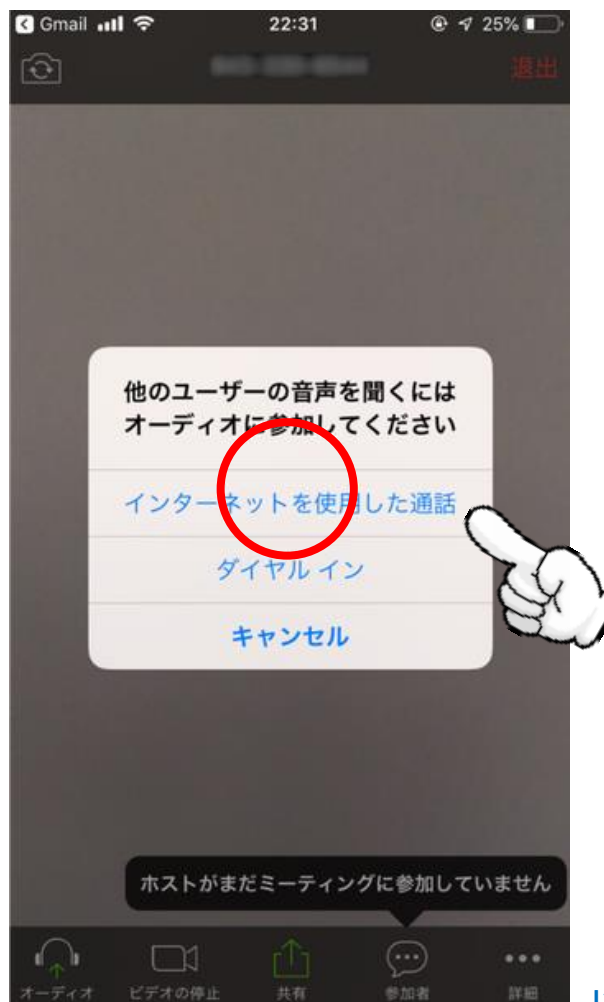 Gmail 22:31 25%
退出
他のユーザーの音声を聞くには
オーディオに参加してください
インターネットを使用した通話
ダイヤル イン
キャンセル
ホストがまだミーティングに参加していません
オーディオ ビデオの停止 共有 参加者 詳細